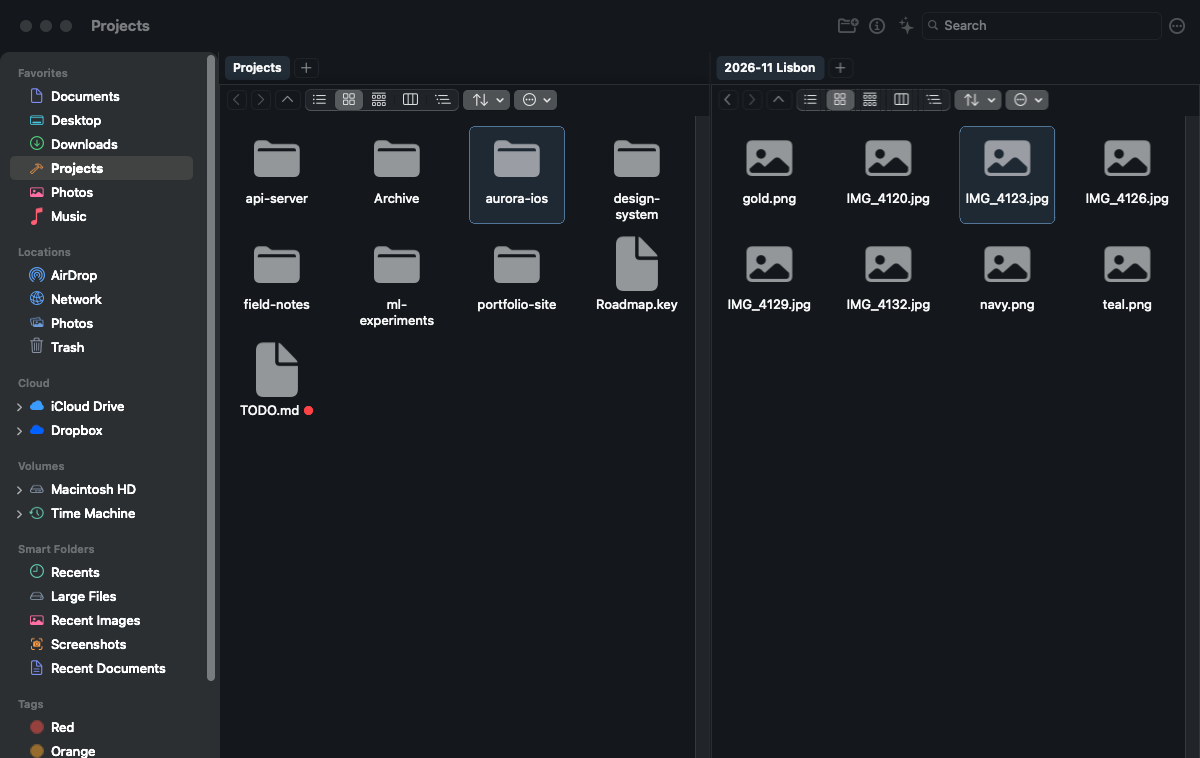 Projects
Search
Favorites
Documents
Desktop
Downloads
Projects
Photos
Music
Locations
AirDrop
Network
Photos
Trash
Cloud
iCloud Drive
Dropbox
Volumes
Macintosh HD
Time Machine
Smart Folders
Recents
Large Files
Recent Images
Screenshots
Recent Documents
Tags
Red
Orange
Projects
api-server
Archive
aurora-ios
design-
system
field-notes
ml-
experiments
portfolio-site
Roadmap.key
TODO.md
2026-11 Lisbon
gold.png
IMG_4120.jpg
IMG_4123.jpg
IMG_4126.jpg
IMG_4129.jpg
IMG_4132.jpg
navy.png
teal.png